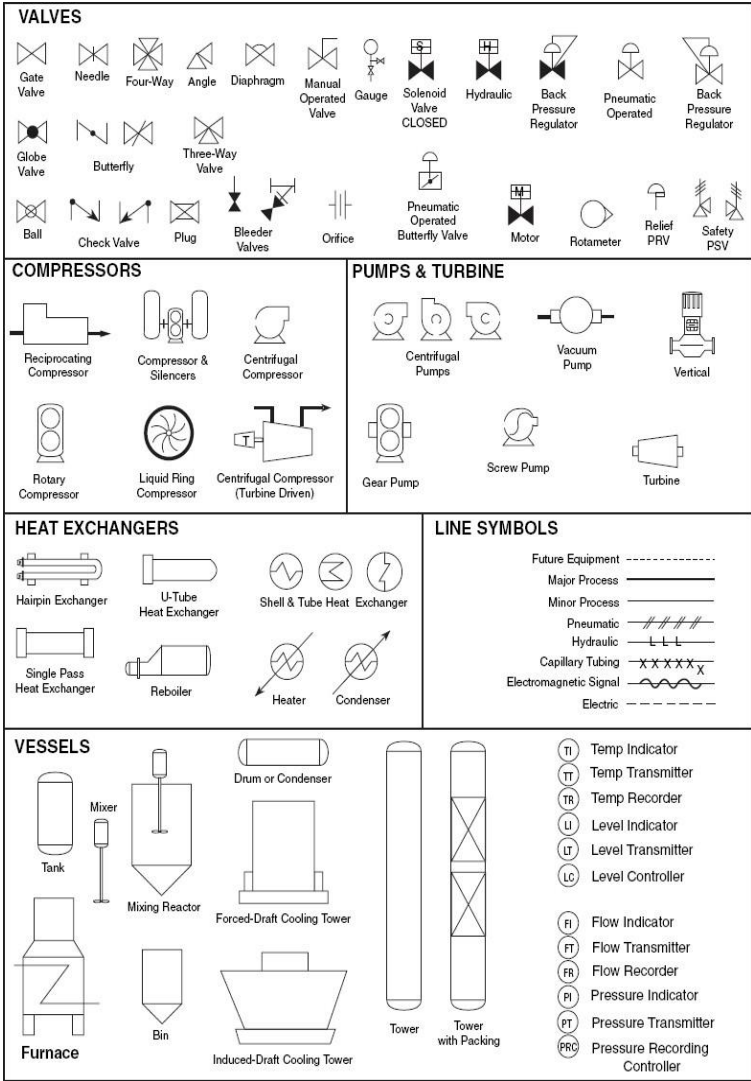 VALVES
Gate
Valve
Needle
Four-Way
Angle
Diaphragm
Manual
Operated
Valve
Gauge
S
Solenoid
Valve
CLOSED
H
Hydraulic
Back
Pressure
Regulator
Pneumatic
Operated
Back
Pressure
Regulator
Globe
Valve
Butterfly
Three-Way
Valve
Ball
Check Valve
Plug
Bleeder
Valves
Orifice
Pneumatic
Operated
Butterfly Valve
M
Motor
Rotameter
Relief
PRV
Safety
PSV
COMPRESSORS
Reciprocating
Compressor
Compressor &
Silencers
Centrifugal
Compressor
Rotary
Compressor
Liquid Ring
Compressor
T
Centrifugal Compressor
(Turbine Driven)
PUMPS & TURBINE
Centrifugal
Pumps
Vacuum
Pump
Vertical
Gear Pump
Screw Pump
Turbine
HEAT EXCHANGERS
Hairpin Exchanger
U-Tube
Heat Exchanger
Shell & Tube Heat Exchanger
Single Pass
Heat Exchanger
Reboiler
Heater
Condenser
LINE SYMBOLS
Future Equipment
Major Process
Minor Process
Pneumatic
Hydraulic L L L
Capillary Tubing X X X X X X
Electromagnetic Signal
Electric
VESSELS
Tank
Mixer
Mixing Reactor
Drum or Condenser
Forced-Draft Cooling Tower
Furnace
Bin
Induced-Draft Cooling Tower
Tower
Tower
with Packing
TI Temp Indicator
TT Temp Transmitter
TR Temp Recorder
LI Level Indicator
LT Level Transmitter
LC Level Controller
FI Flow Indicator
FT Flow Transmitter
FR Flow Recorder
PI Pressure Indicator
PT Pressure Transmitter
PRC Pressure Recording
Controller